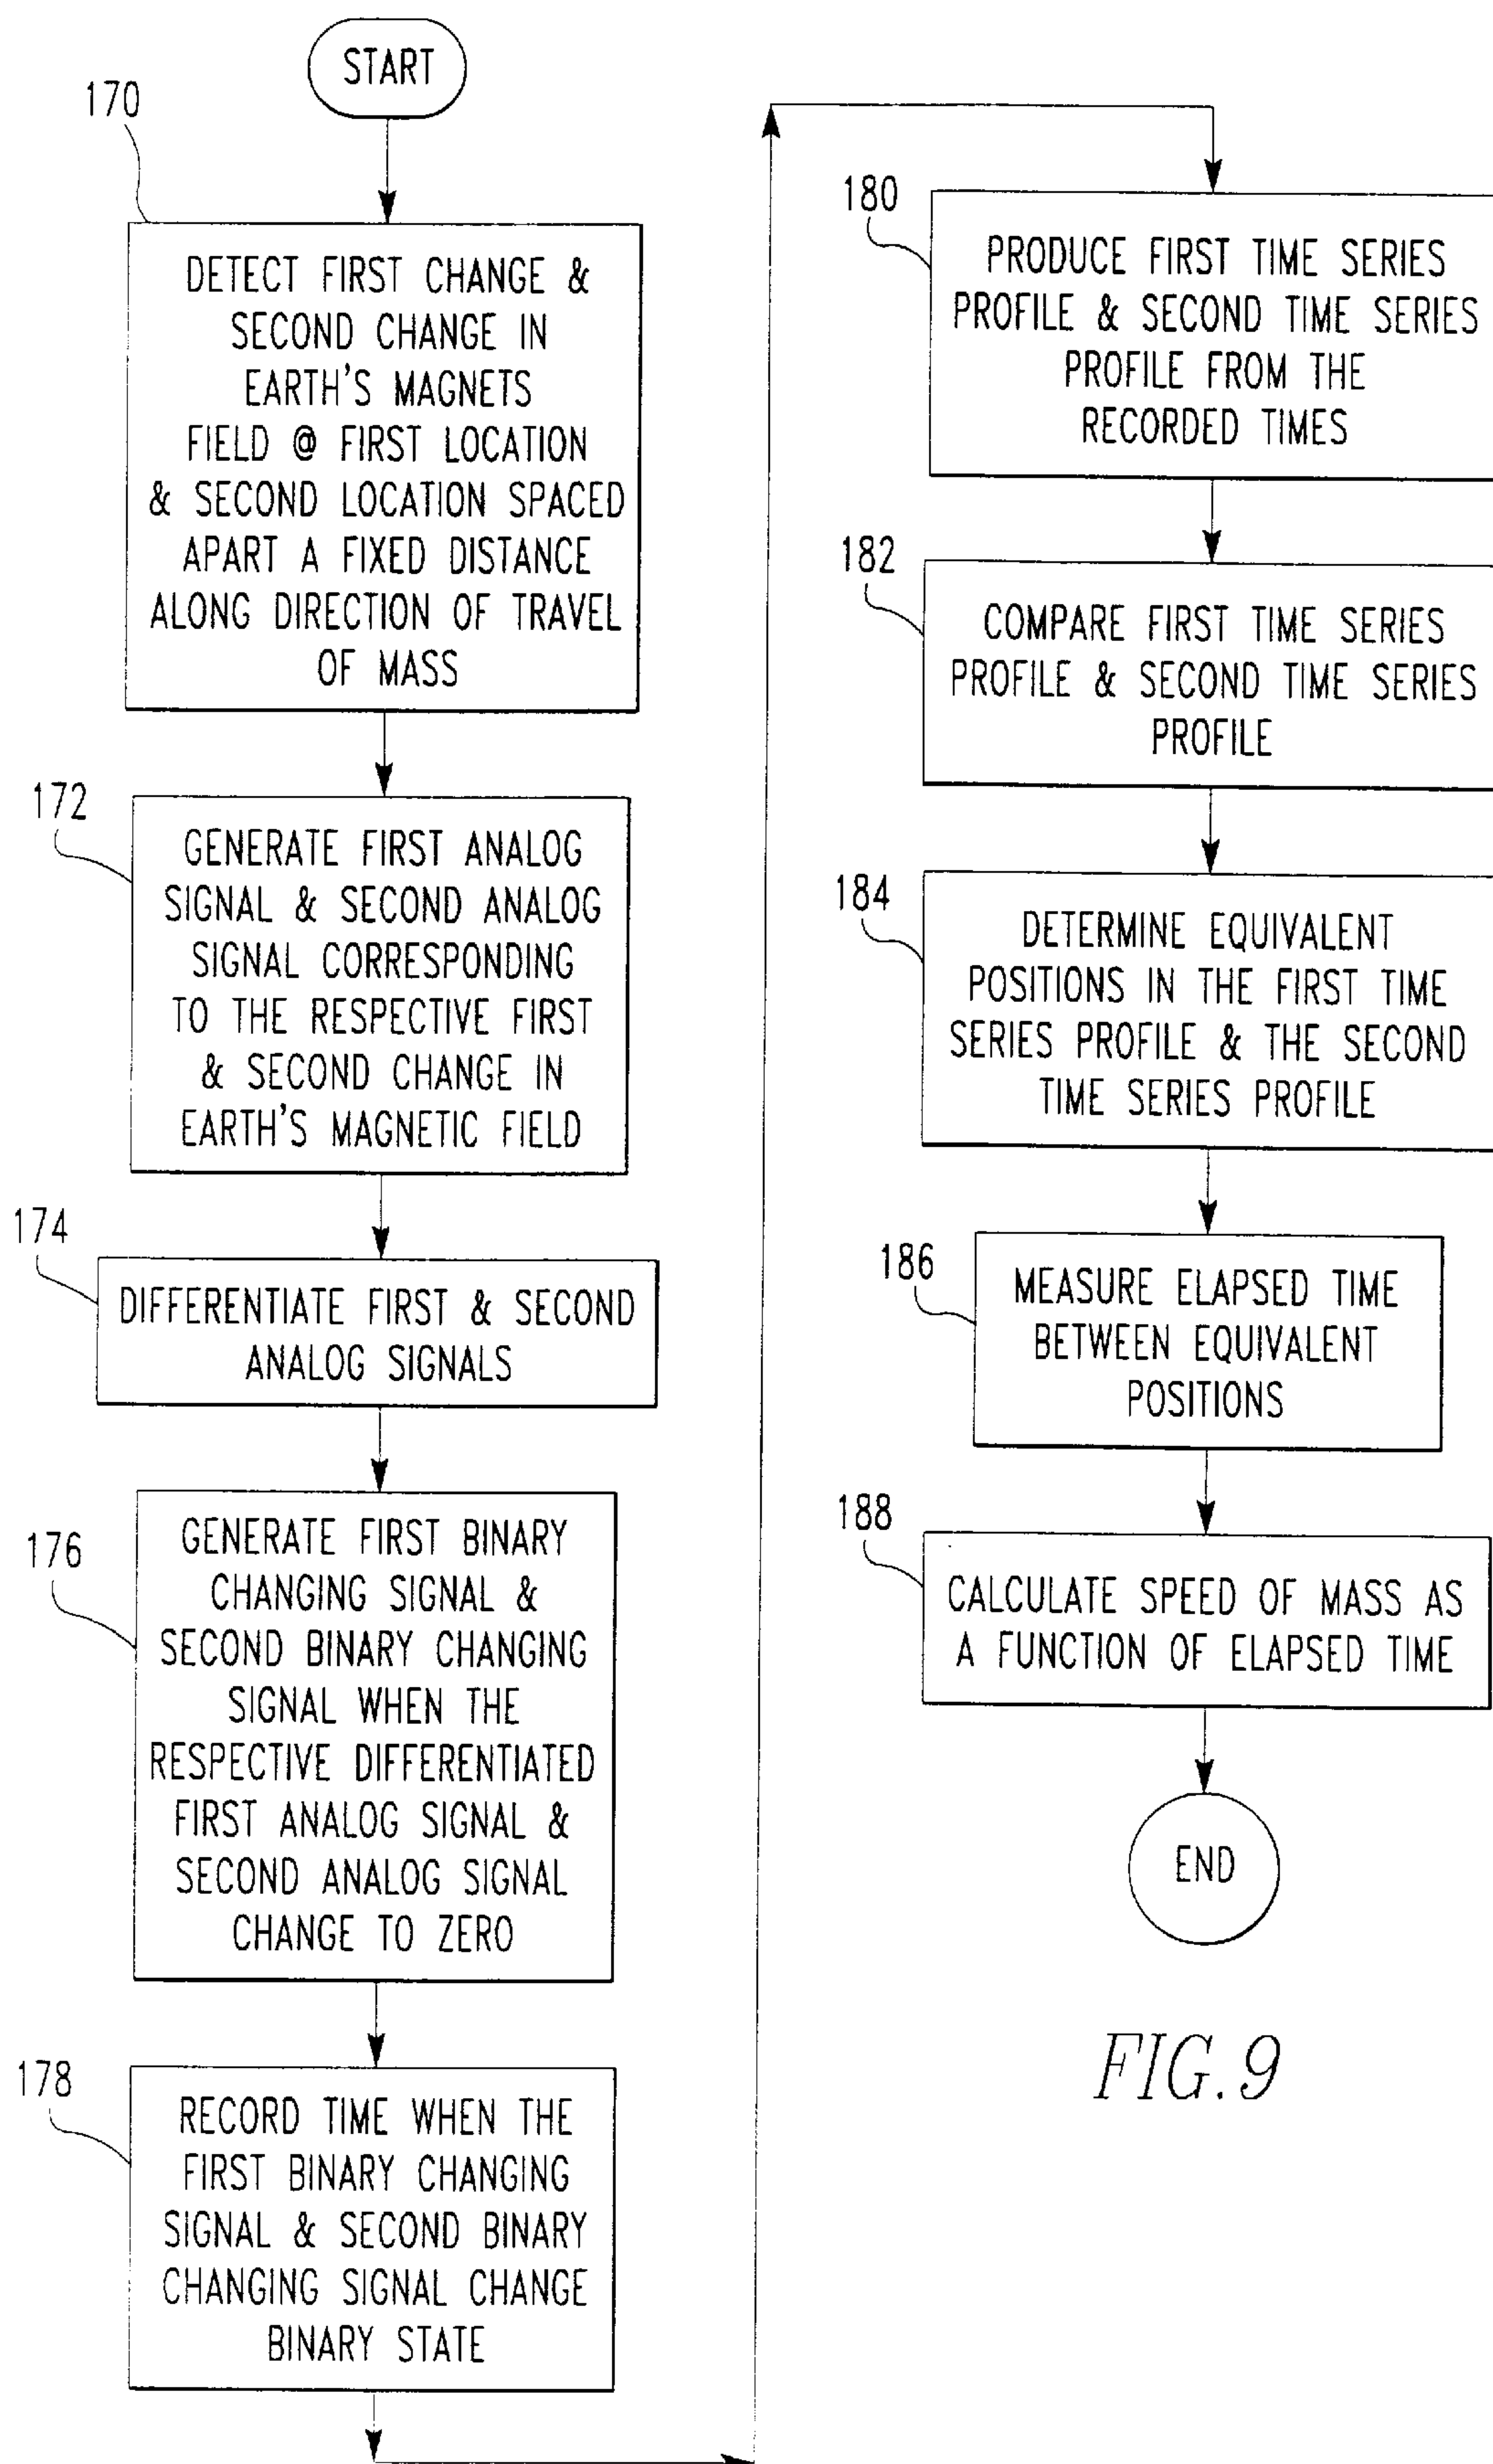 START
170
DETECT FIRST CHANGE &
SECOND CHANGE IN
EARTH'S MAGNETS
FIELD @ FIRST LOCATION
& SECOND LOCATION SPACED
APART A FIXED DISTANCE
ALONG DIRECTION OF TRAVEL
OF MASS
172
GENERATE FIRST ANALOG
SIGNAL & SECOND ANALOG
SIGNAL CORRESPONDING
TO THE RESPECTIVE FIRST
& SECOND CHANGE IN
EARTH'S MAGNETIC FIELD
174
DIFFERENTIATE FIRST & SECOND
ANALOG SIGNALS
176
GENERATE FIRST BINARY
CHANGING SIGNAL &
SECOND BINARY CHANGING
SIGNAL WHEN THE
RESPECTIVE DIFFERENTIATED
FIRST ANALOG SIGNAL &
SECOND ANALOG SIGNAL
CHANGE TO ZERO
178
RECORD TIME WHEN THE
FIRST BINARY CHANGING
SIGNAL & SECOND BINARY
CHANGING SIGNAL CHANGE
BINARY STATE
180
PRODUCE FIRST TIME SERIES
PROFILE & SECOND TIME SERIES
PROFILE FROM THE
RECORDED TIMES
182
COMPARE FIRST TIME SERIES
PROFILE & SECOND TIME SERIES
PROFILE
184
DETERMINE EQUIVALENT
POSITIONS IN THE FIRST TIME
SERIES PROFILE & THE SECOND
TIME SERIES PROFILE
186
MEASURE ELAPSED TIME
BETWEEN EQUIVALENT
POSITIONS
188
CALCULATE SPEED OF MASS AS
A FUNCTION OF ELAPSED TIME
END
FIG.9